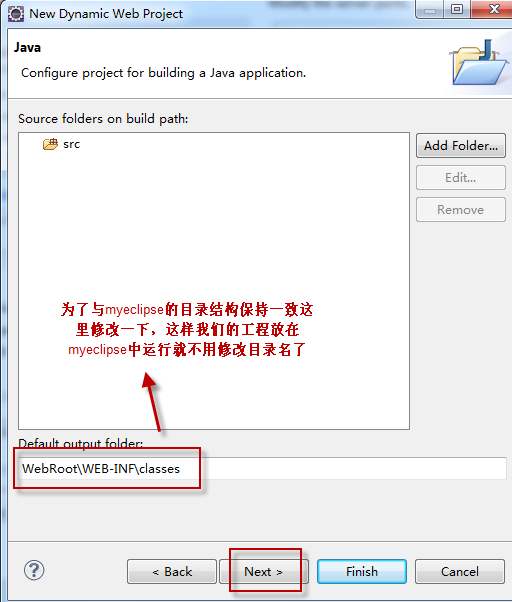 New Dynamic Web Project
Java
Configure project for building a Java application.
Source folders on build path:
src
Add Folder...
Edit...
Remove
为了与myeclipse的目录结构保持一致这
里修改一下，这样我们的工程放在
myeclipse中运行就不用修改目录名了
Default output folder:
WebRoot\WEB-INF\classes
?
< Back
Next >
Finish
Cancel